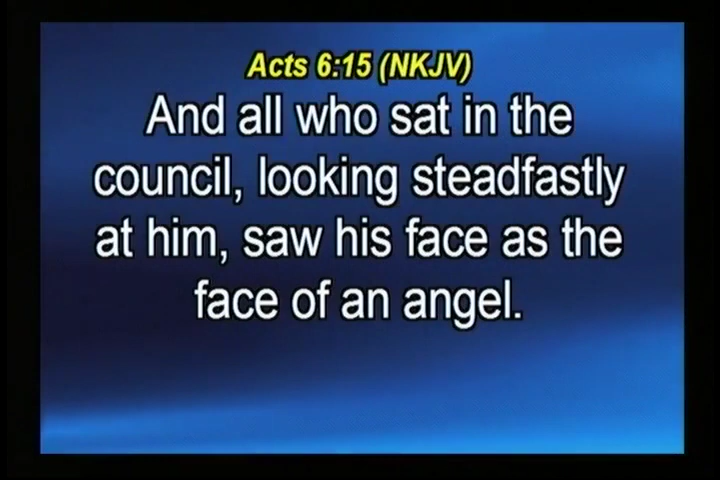 Acts 6:15 (NKJV)
And all who sat in the
council, looking steadfastly
at him, saw his face as the
face of an angel.